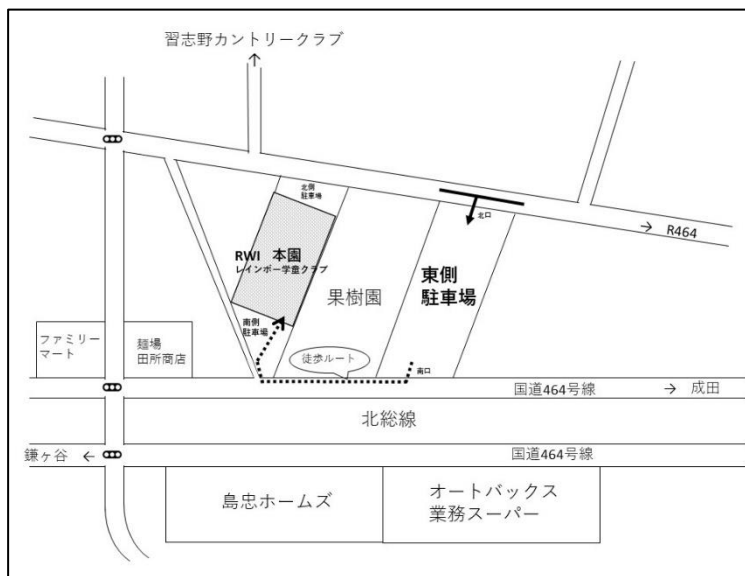 習志野カントリークラブ
↑
北側
駐車場
北口
→
R464
RWI 本園
レインボー学童クラブ
東側
駐車場
果樹園
南側
駐車場
ファミリー
マート
麺場
田所商店
徒歩ルート
南口
国道464号線 → 成田
北総線
鎌ヶ谷 ←
国道464号線
島忠ホームズ
オートバックス
業務スーパー